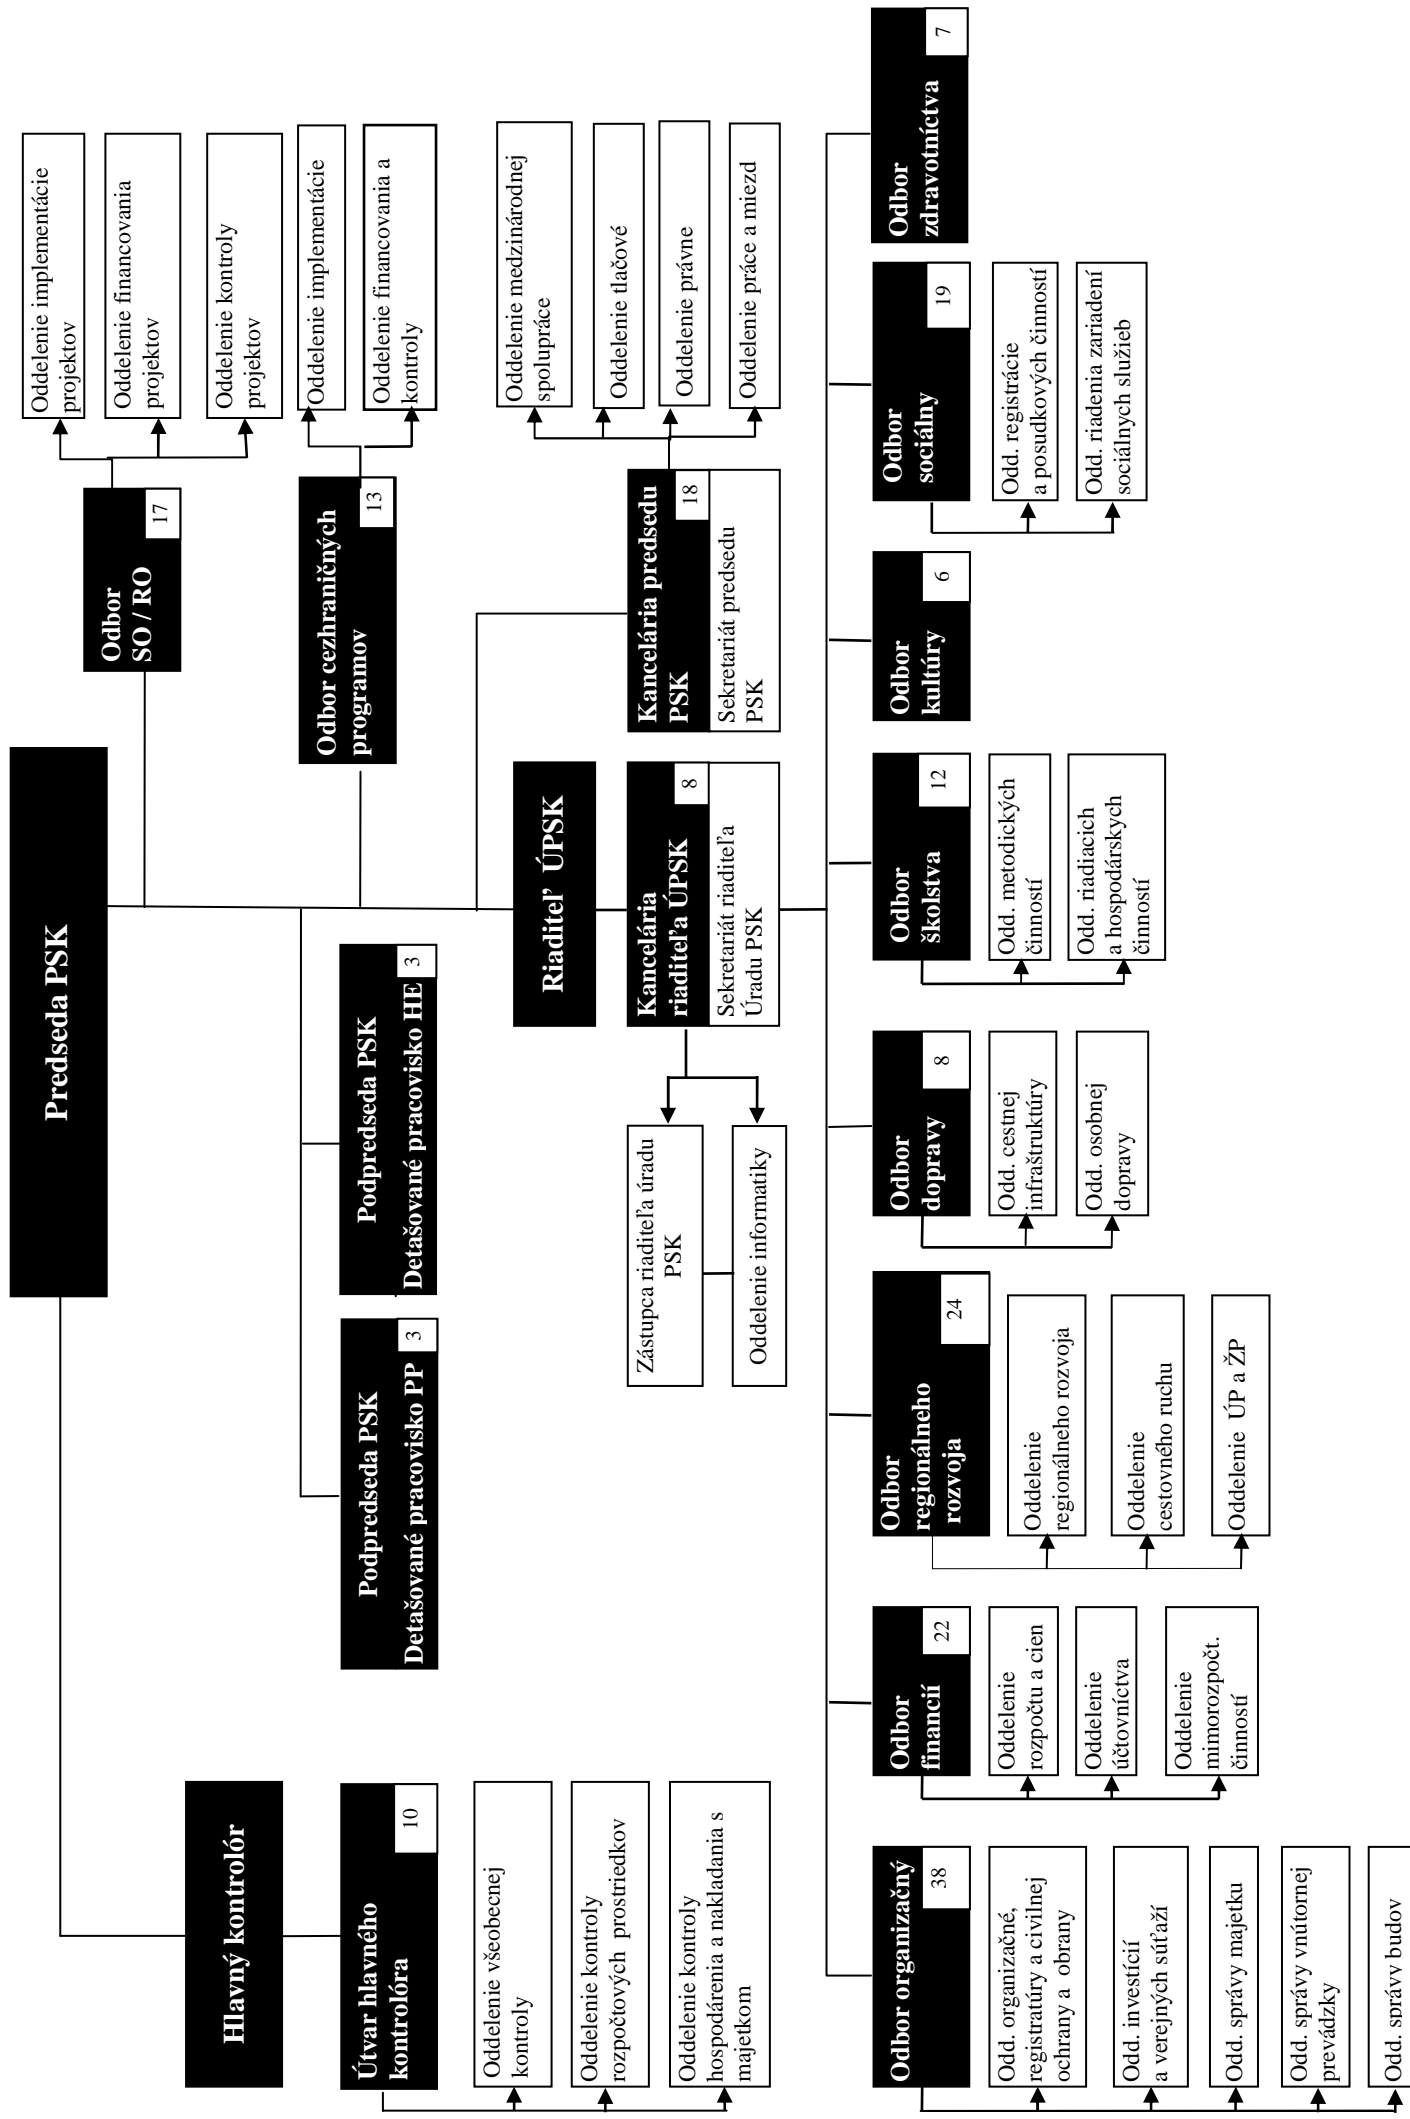 Predseda PSK
Hlavný kontrolór
Útvar hlavného
kontrolóra
10
Oddelenie všeobecnej
kontroly
Oddelenie kontroly
rozpočtových prostriedkov
Oddelenie kontroly
hospodárenia a nakladania s
majetkom
Podpredseda PSK
Detašované pracovisko PP
3
Podpredseda PSK
Detašované pracovisko HE
3
Odbor
SO / RO
17
Oddelenie implementácie
projektov
Oddelenie financovania
projektov
Oddelenie kontroly
projektov
Odbor cezhraničných
programov
13
Oddelenie implementácie
Oddelenie financovania a
kontroly
Riaditeľ ÚPSK
Kancelária
riaditeľa ÚPSK
8
Sekretariát riaditeľa
Úradu PSK
Zástupca riaditeľa úradu
PSK
Oddelenie informatiky
Kancelária predsedu
PSK
18
Sekretariát predsedu
PSK
Oddelenie medzinárodnej
spolupráce
Oddelenie tlačové
Oddelenie právne
Oddelenie práce a miezd
Odbor organizačný
38
Odd. organizačné,
registratúry a civilnej
ochrany a obrany
Odd. investícií
a verejných súťaží
Odd. správy majetku
Odd. správy vnútornej
prevádzky
Odd. správy budov
Odbor
financií
22
Oddelenie
rozpočtu a cien
Oddelenie
účtovníctva
Oddelenie
mimorozpočt.
činností
Odbor
regionálneho
rozvoja
24
Oddelenie
regionálneho rozvoja
Oddelenie
cestovného ruchu
Oddelenie ÚP a ŽP
Odbor
dopravy
8
Odd. cestnej
infraštruktúry
Odd. osobnej
dopravy
Odbor
školstva
12
Odd. metodických
činností
Odd. riadiacich
a hospodárskych
činností
Odbor
kultúry
6
Odbor
sociálny
19
Odd. registrácie
a posudkových činností
Odd. riadenia zariadení
sociálnych služieb
Odbor
zdravotníctva
7